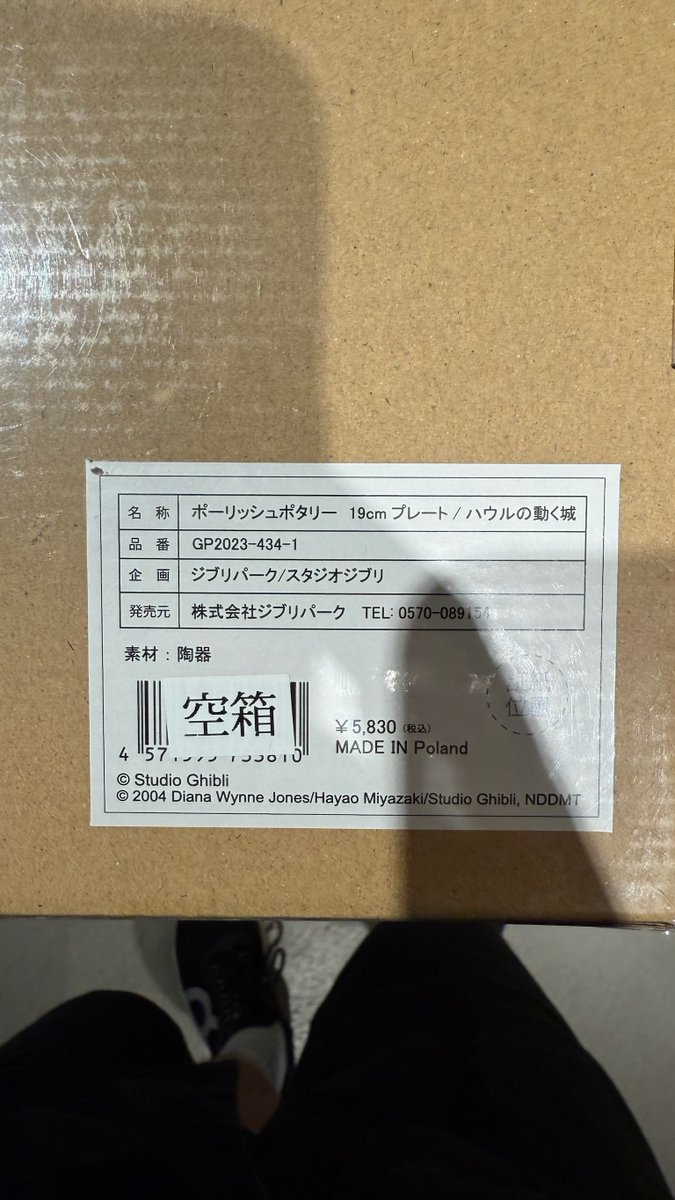 名 称 ポーリッシュポタリー 19cm プレート / ハウルの動く城
品 番 GP2023-434-1
企 画 ジブリパーク/スタジオジブリ
発売元 株式会社ジブリパーク TEL: 0570-089154
素材：陶器
空箱
¥5,830 (税込)
MADE IN Poland
© Studio Ghibli
© 2004 Diana Wynne Jones/Hayao Miyazaki/Studio Ghibli, NDDMT